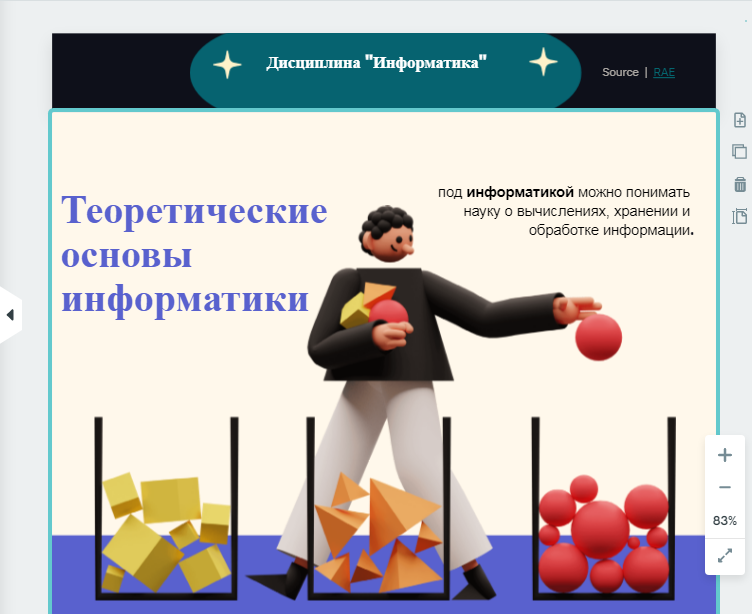 Дисциплина "Информатика"
Source | RAE
под информатикой можно понимать
науку о вычислениях, хранении и
обработке информации.
Теоретические
основы
информатики
83%